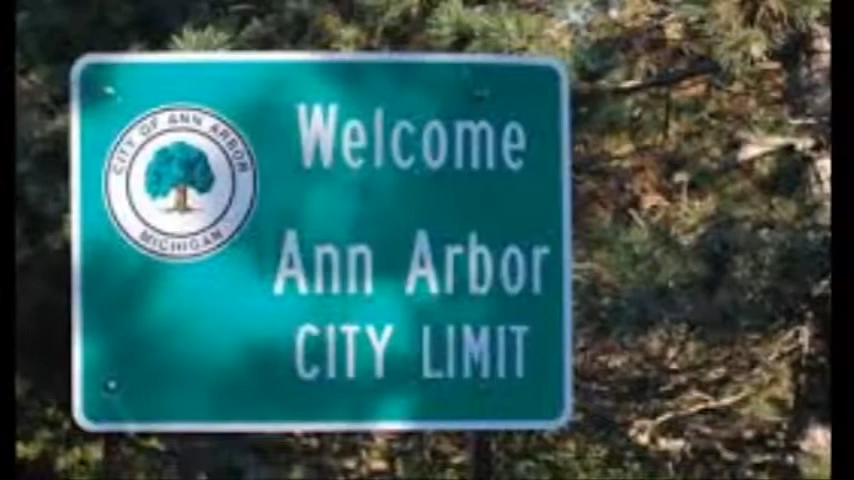 CITY OF ANN ARBOR
MICHIGAN
Welcome
Ann Arbor
CITY LIMIT